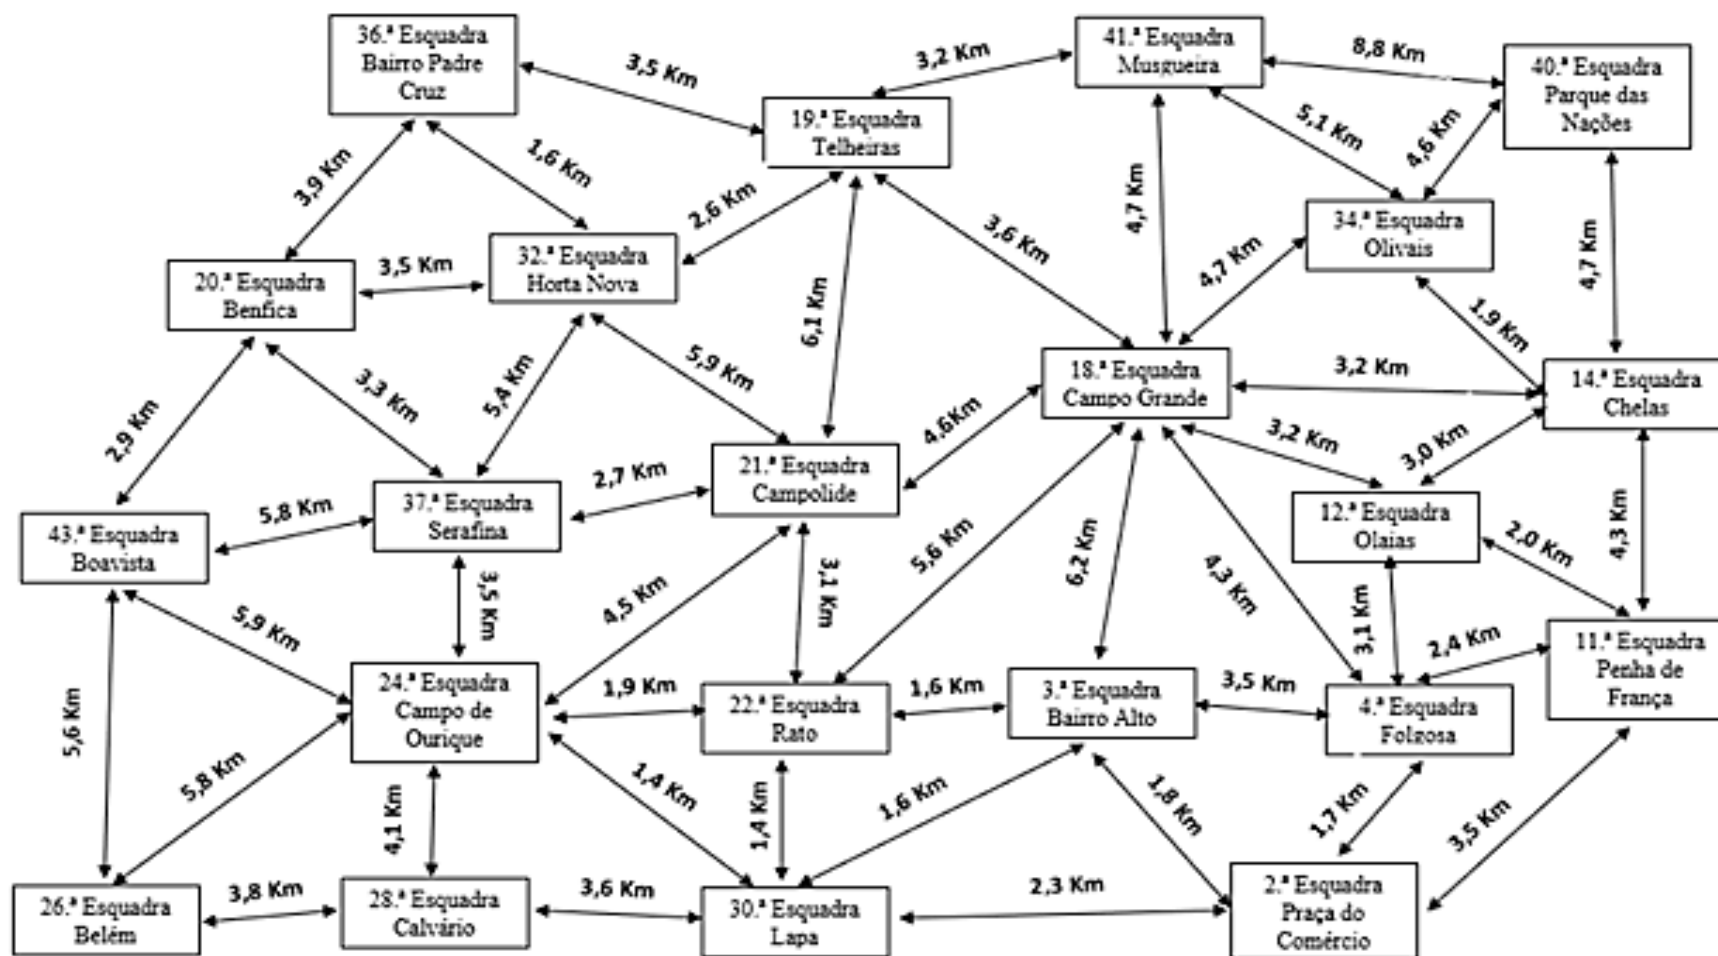 36.ª Esquadra
Bairro Padre
Cruz
3,5 Km
3,2 Km
41.ª Esquadra
Musgueira
8,8 Km
40.ª Esquadra
Parque das
Nações
19.ª Esquadra
Telheiras
3,9 Km
1,6 Km
2,6 Km
3,6 Km
4,7 Km
5,1 Km
4,6 Km
34.ª Esquadra
Olivais
4,7 Km
4,7 Km
1,9 Km
20.ª Esquadra
Benfica
3,5 Km
32.ª Esquadra
Horta Nova
6,1 Km
2,9 Km
3,3 Km
5,4 Km
5,9 Km
4,6Km
18.ª Esquadra
Campo Grande
3,2 Km
14.ª Esquadra
Chelas
3,2 Km
3,0 Km
4,3 Km
43.ª Esquadra
Boavista
5,8 Km
37.ª Esquadra
Serafina
2,7 Km
21.ª Esquadra
Campolide
5,6 Km
6,2 Km
4,3 Km
12.ª Esquadra
Olaias
2,0 Km
3,5 Km
4,5 Km
3,1 Km
3,1 Km
2,4 Km
11.ª Esquadra
Penha de
França
5,9 Km
5,6 Km
24.ª Esquadra
Campo de
Ourique
1,9 Km
22.ª Esquadra
Rato
1,6 Km
3.ª Esquadra
Bairro Alto
3,5 Km
4.ª Esquadra
Folgosa
5,8 Km
4,1 Km
1,4 Km
1,4 Km
1,6 Km
1,8 Km
1,7 Km
3,5 Km
26.ª Esquadra
Belém
3,8 Km
28.ª Esquadra
Calvário
3,6 Km
30.ª Esquadra
Lapa
2,3 Km
2.ª Esquadra
Praça do
Comércio